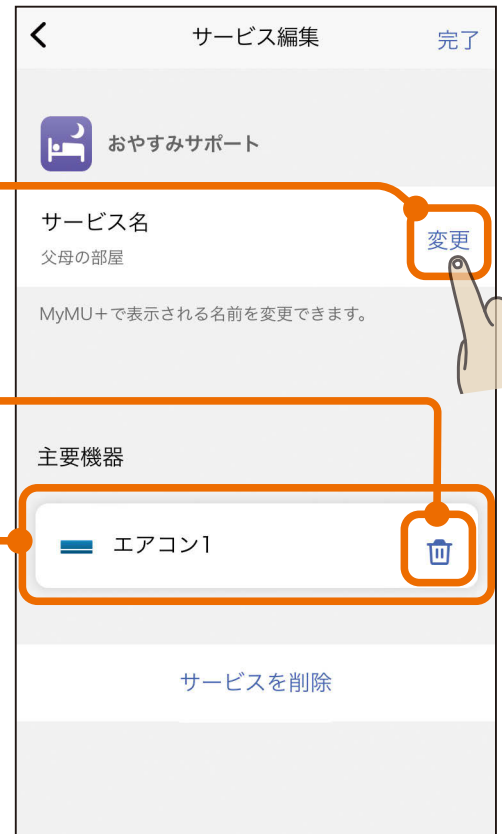 サービス編集
完了
おやすみサポート
サービス名
変更
父母の部屋
MyMU+で表示される名前を変更できます。
主要機器
エアコン1
サービスを削除